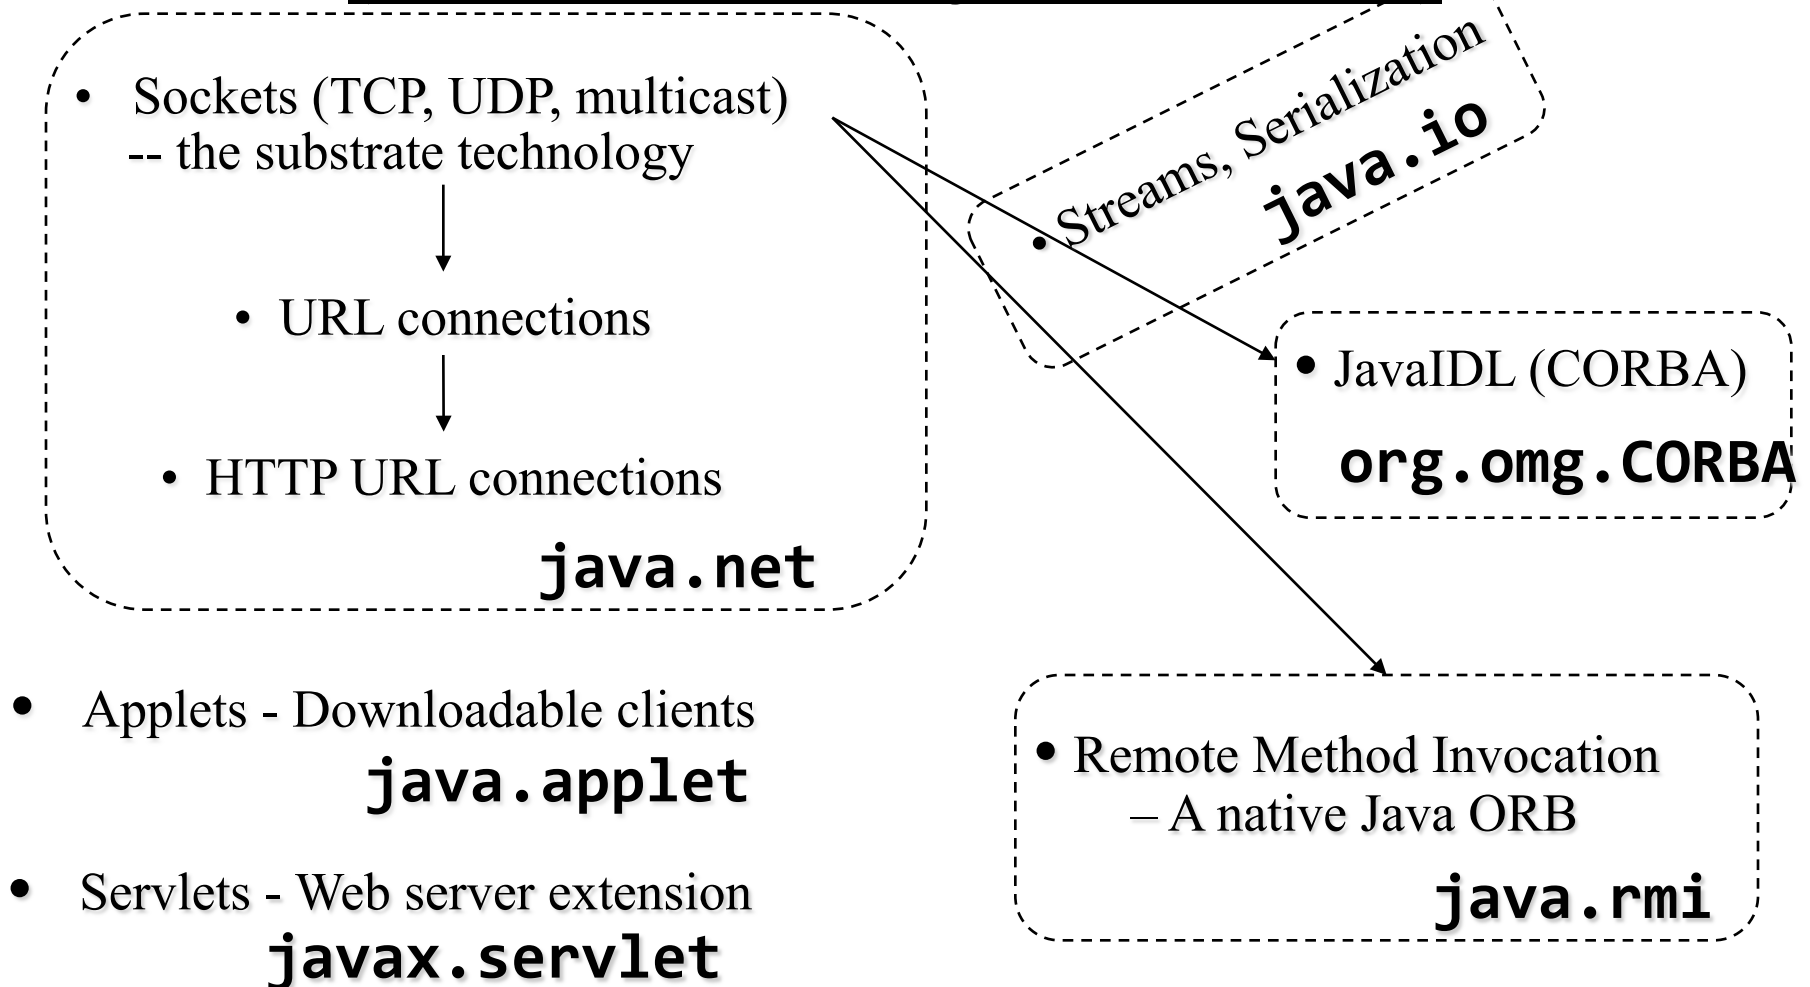 • Sockets (TCP, UDP, multicast)
-- the substrate technology
• URL connections
• HTTP URL connections
java.net
• Streams, Serialization
java.io
• JavaIDL (CORBA)
org.omg.CORBA
• Applets - Downloadable clients
java.applet
• Servlets - Web server extension
javax.servlet
• Remote Method Invocation
– A native Java ORB
java.rmi